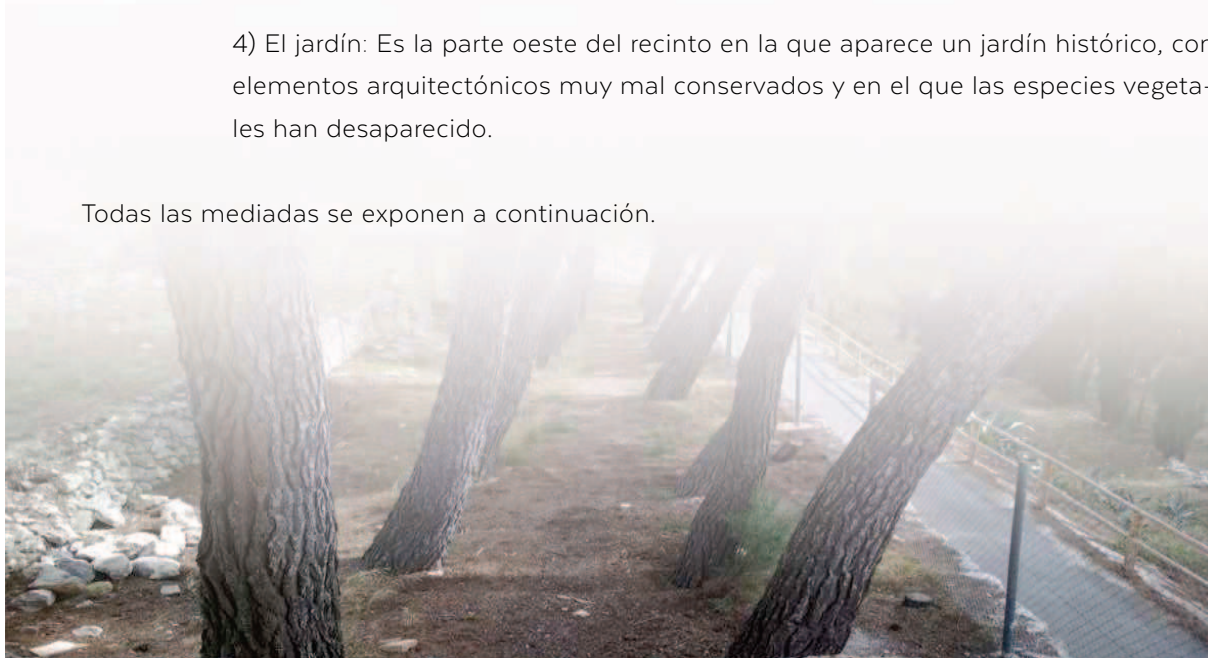 4) El jardín: Es la parte oeste del recinto en la que aparece un jardín histórico, con
elementos arquitectónicos muy mal conservados y en el que las especies vegeta-
les han desaparecido.
Todas las mediadas se exponen a continuación.